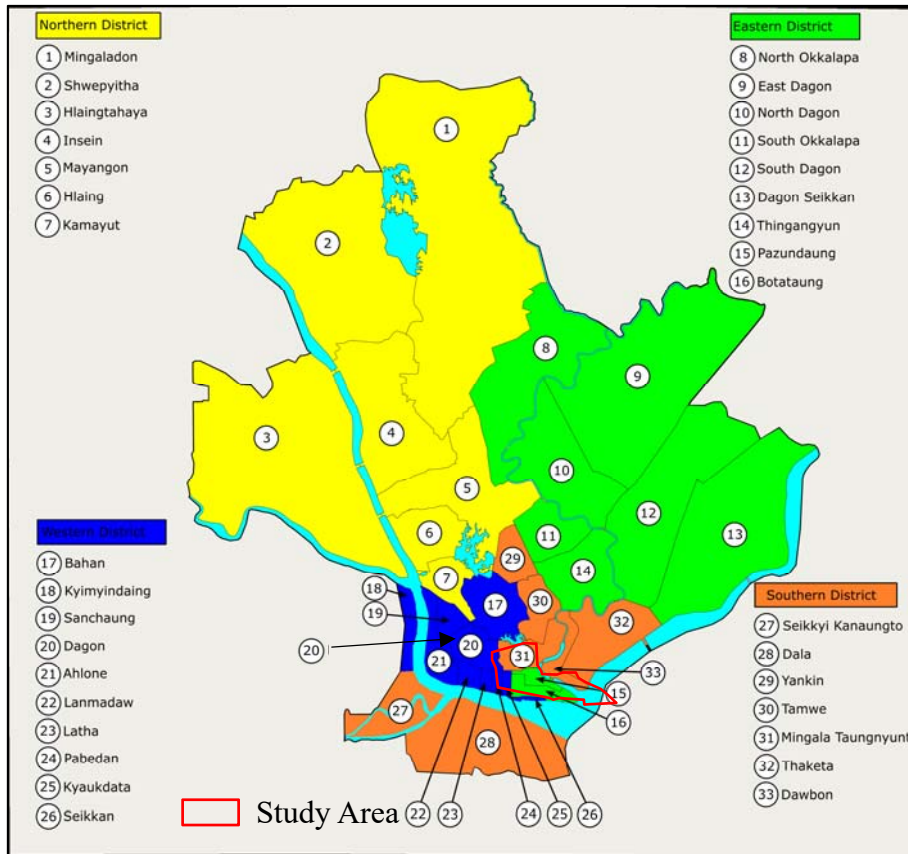 Northern District
1 Mingaladon
2 Shwepyitha
3 Hlaingtahaya
4 Insein
5 Mayangon
6 Hlaing
7 Kamayut
Eastern District
8 North Okkalapa
9 East Dagon
10 North Dagon
11 South Okkalapa
12 South Dagon
13 Dagon Seikkan
14 Thingangyun
15 Pazundaung
16 Botataung
1
2
3
4
5
6
7
8
9
10
11
12
13
14
29
30
17
18
19
20
20
21
31
32
33
15
16
27
28
22
23
24
25
26
Western District
17 Bahan
18 Kyimyindaing
19 Sanchaung
20 Dagon
21 Ahlone
22 Lanmadaw
23 Latha
24 Pabedan
25 Kyaukdata
26 Seikkan
Southern District
27 Seikkyi Kanaungto
28 Dala
29 Yankin
30 Tamwe
31 Mingala Taungnyunt
32 Thaketa
33 Dawbon
Study Area